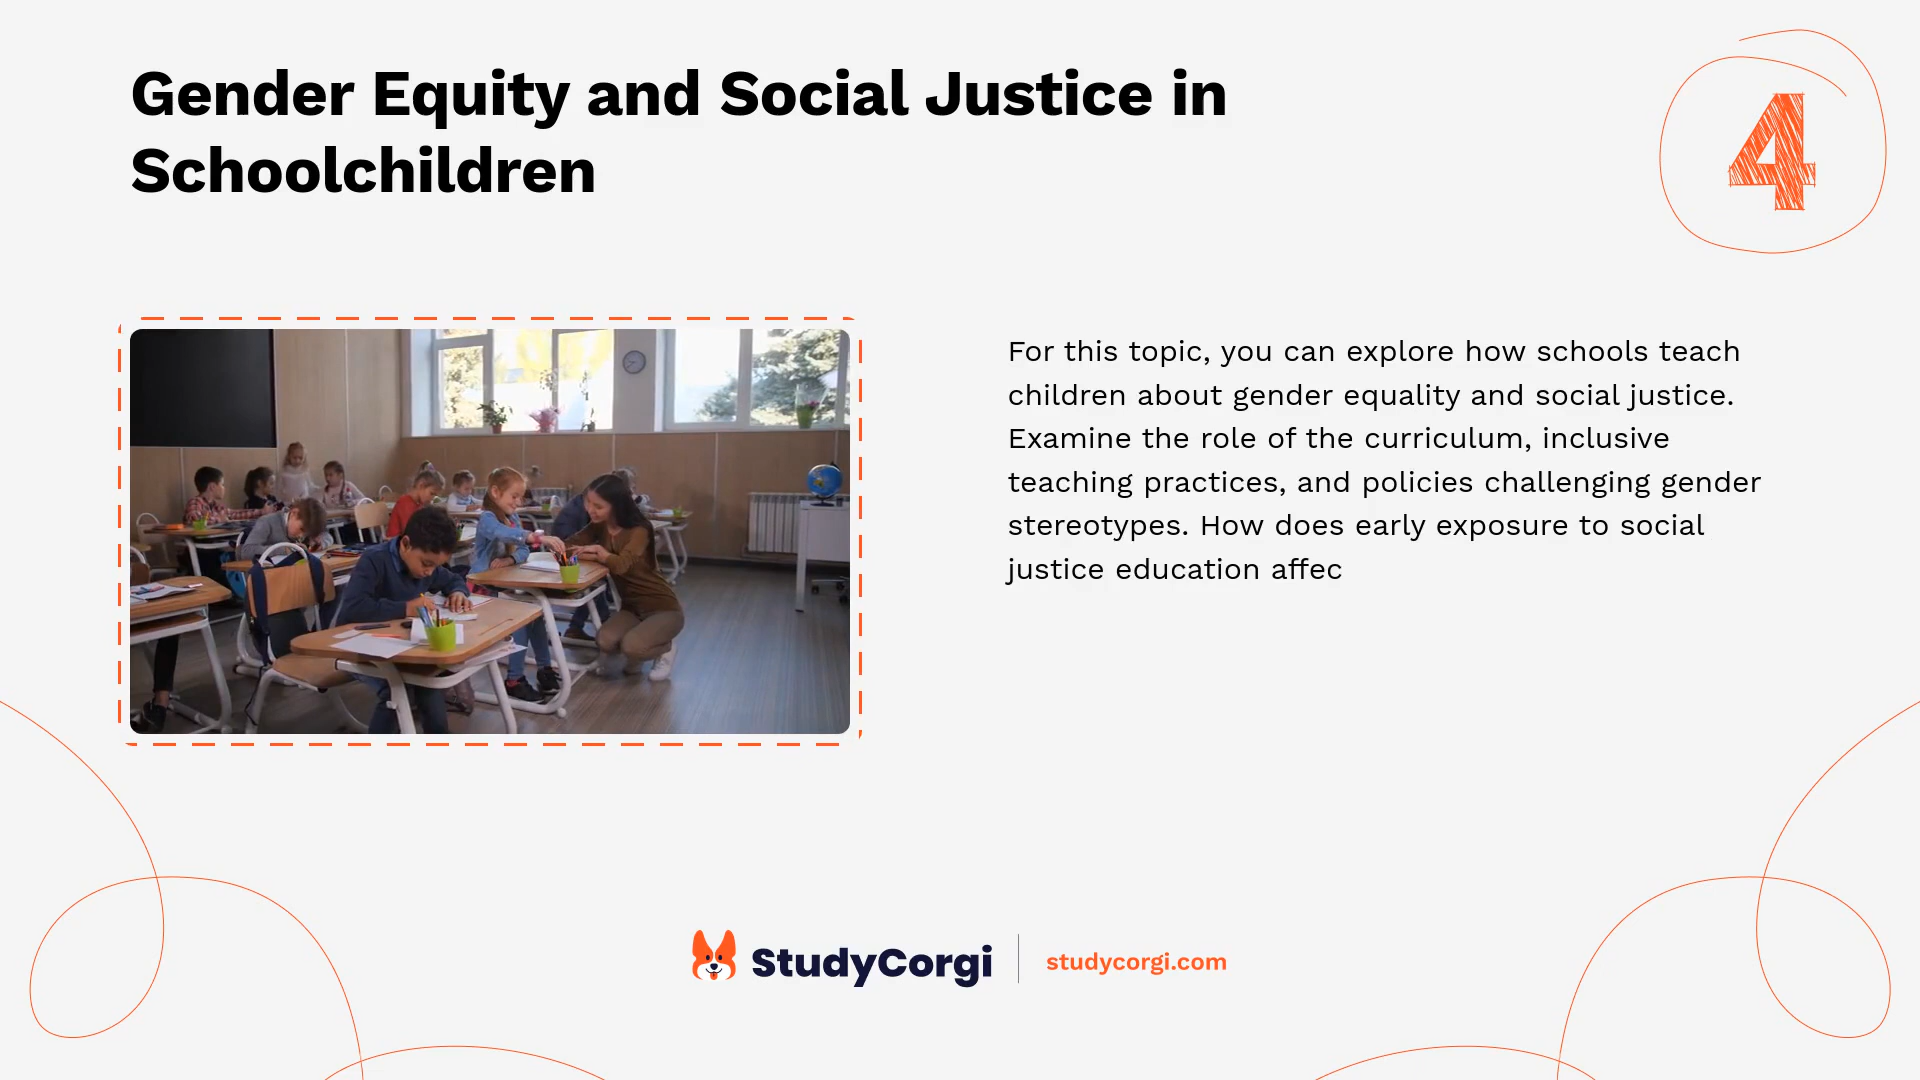 Gender Equity and Social Justice in
Schoolchildren
4
For this topic, you can explore how schools teach
children about gender equality and social justice.
Examine the role of the curriculum, inclusive
teaching practices, and policies challenging gender
stereotypes. How does early exposure to social
justice education affec
StudyCorgi
studycorgi.com